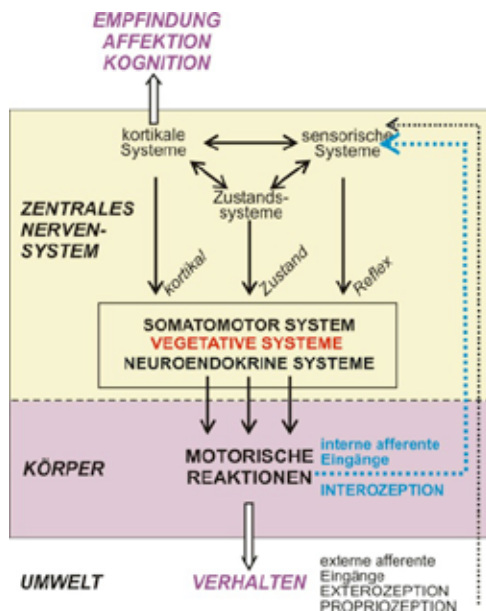 EMPFINDUNG
AFFEKTION
KOGNITION
kortikale
Systeme
sensorische
Systeme
Zustands-
systeme
ZENTRALES
NERVEN-
SYSTEM
kortikal
Zustand
Reflex
SOMATOMOTOR SYSTEM
VEGETATIVE SYSTEME
NEUROENDOKRINE SYSTEME
KÖRPER
MOTORISCHE
REAKTIONEN
interne afferente
Eingänge
INTEROZEPTION
UMWELT
VERHALTEN
externe afferente
Eingänge
EXTEROZEPTION
PROPRIOZEPTION